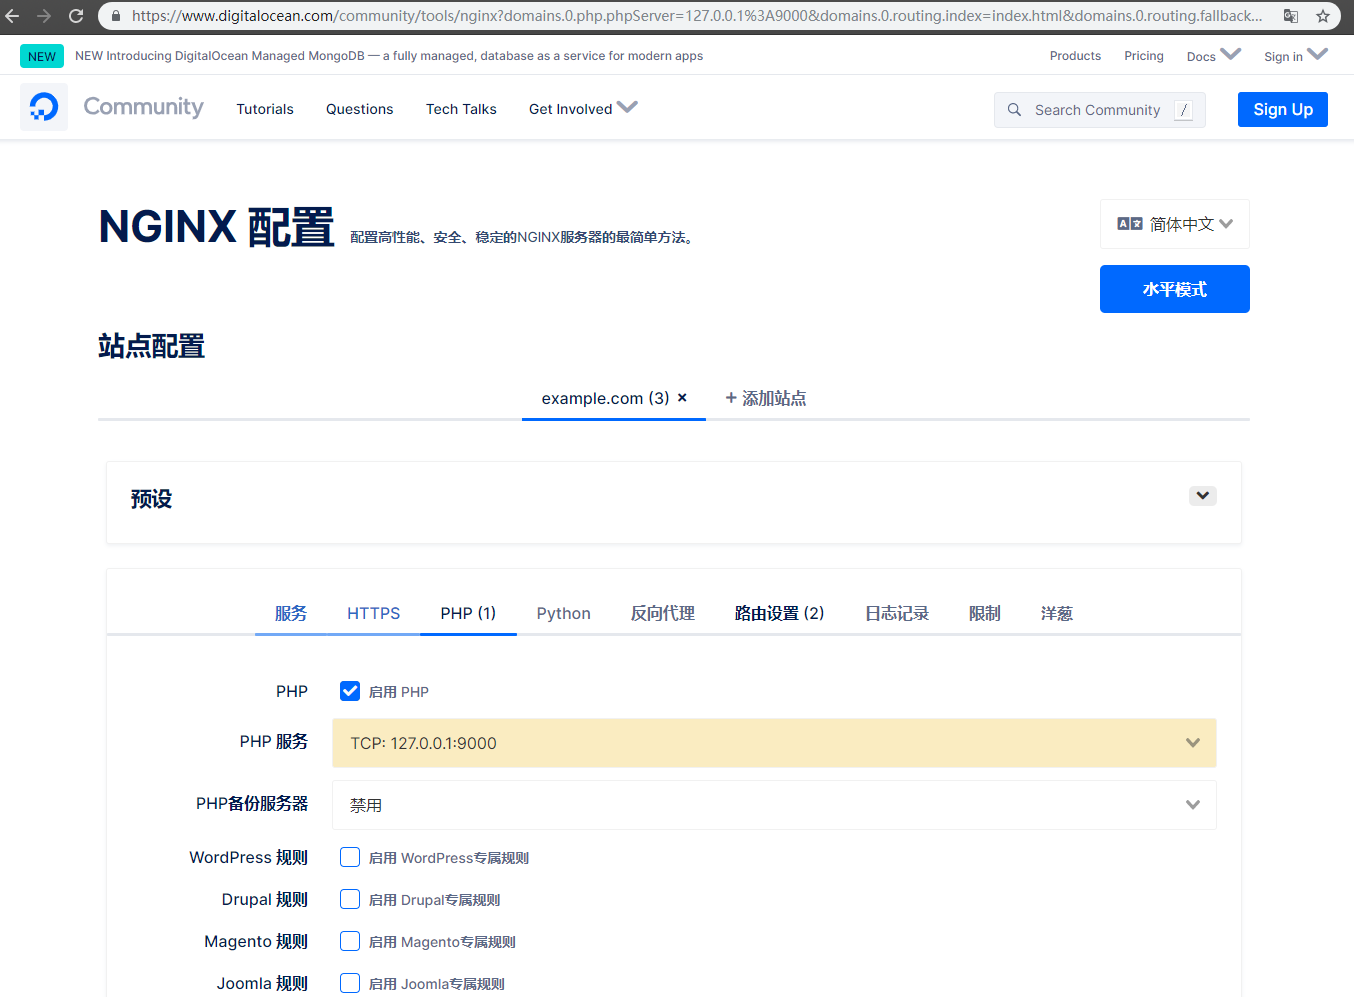 https://www.digitalocean.com/community/tools/nginx?domains.0.php.phpServer=127.0.0.1%3A9000&domains.0.routing.index=index.html&domains.0.routing.fallback...
NEW NEW Introducing DigitalOcean Managed MongoDB — a fully managed, database as a service for modern apps Products Pricing Docs Sign in
Community Tutorials Questions Tech Talks Get Involved Search Community / Sign Up
NGINX 配置 配置高性能、安全、稳定的NGINX服务器的最简单方法。
简体中文
水平模式
站点配置
example.com (3) × + 添加站点
预设
服务 HTTPS PHP (1) Python 反向代理 路由设置 (2) 日志记录 限制 洋葱
PHP 启用 PHP
PHP 服务 TCP: 127.0.0.1:9000
PHP备份服务器 禁用
WordPress 规则 启用 WordPress专属规则
Drupal 规则 启用 Drupal专属规则
Magento 规则 启用 Magento专属规则
Joomla 规则 启用 Joomla专属规则